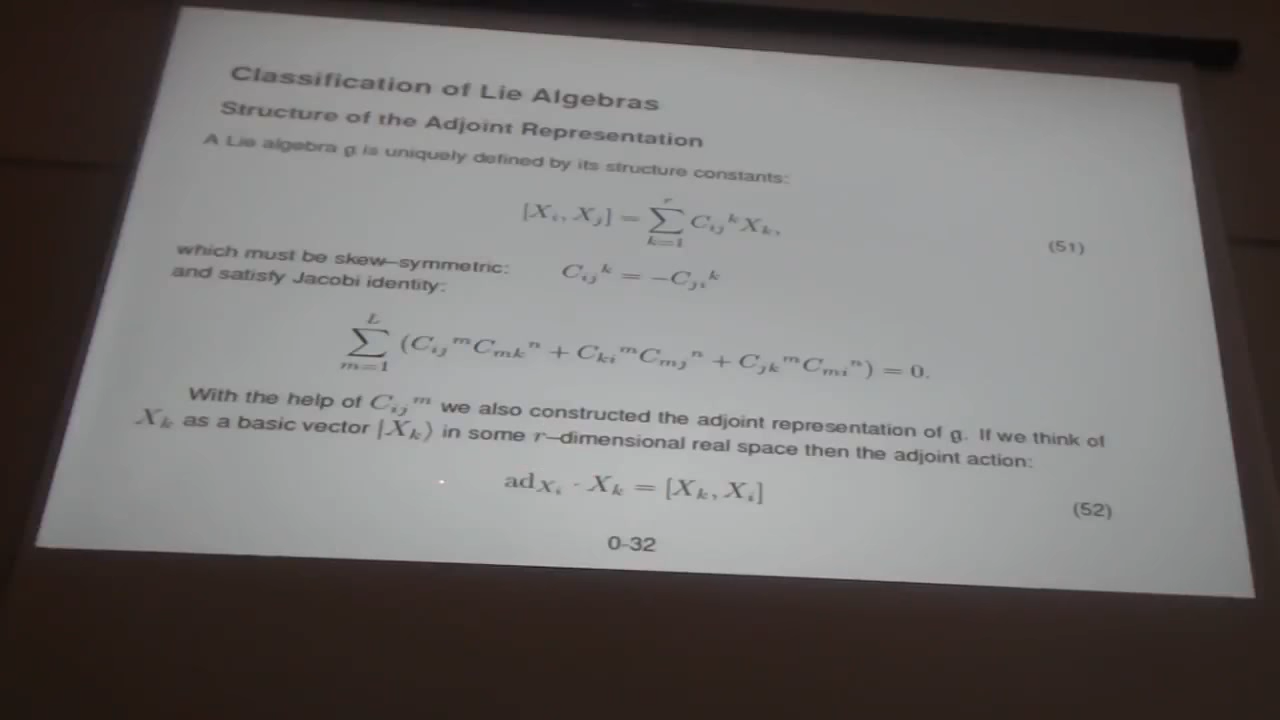 Classification of Lie Algebras
Structure of the Adjoint Representation
A Lie algebra g is uniquely defined by its structure constants:
[X_i, X_j] = \sum_{k=1}^{r} C_{ij}{}^k X_k, (51)
which must be skew–symmetric: C_{ij}{}^k = −C_{ji}{}^k
and satisfy Jacobi identity:
\sum_{m=1}^{L} (C_{ij}{}^m C_{mk}{}^n + C_{ki}{}^m C_{mj}{}^n + C_{jk}{}^m C_{mi}{}^n) = 0.
With the help of C_{ij}{}^m we also constructed the adjoint representation of g. If we think of
X_k as a basic vector |X_k⟩ in some r–dimensional real space then the adjoint action:
ad_{X_i} · X_k = [X_k, X_i] (52)
0-32